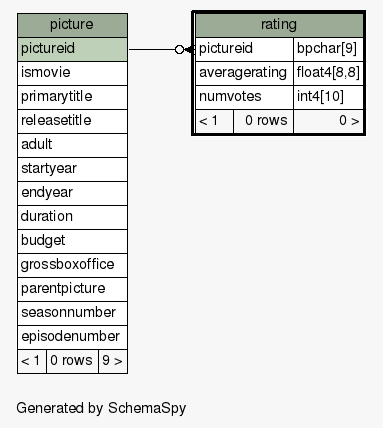 picture
pictureid
ismovie
primarytitle
releasetitle
adult
startyear
endyear
duration
budget
grossboxoffice
parentpicture
seasonnumber
episodenumber
< 1 0 rows 9 >
rating
pictureid bpchar[9]
averagerating float4[8,8]
numvotes int4[10]
< 1 0 rows 0 >
Generated by SchemaSpy